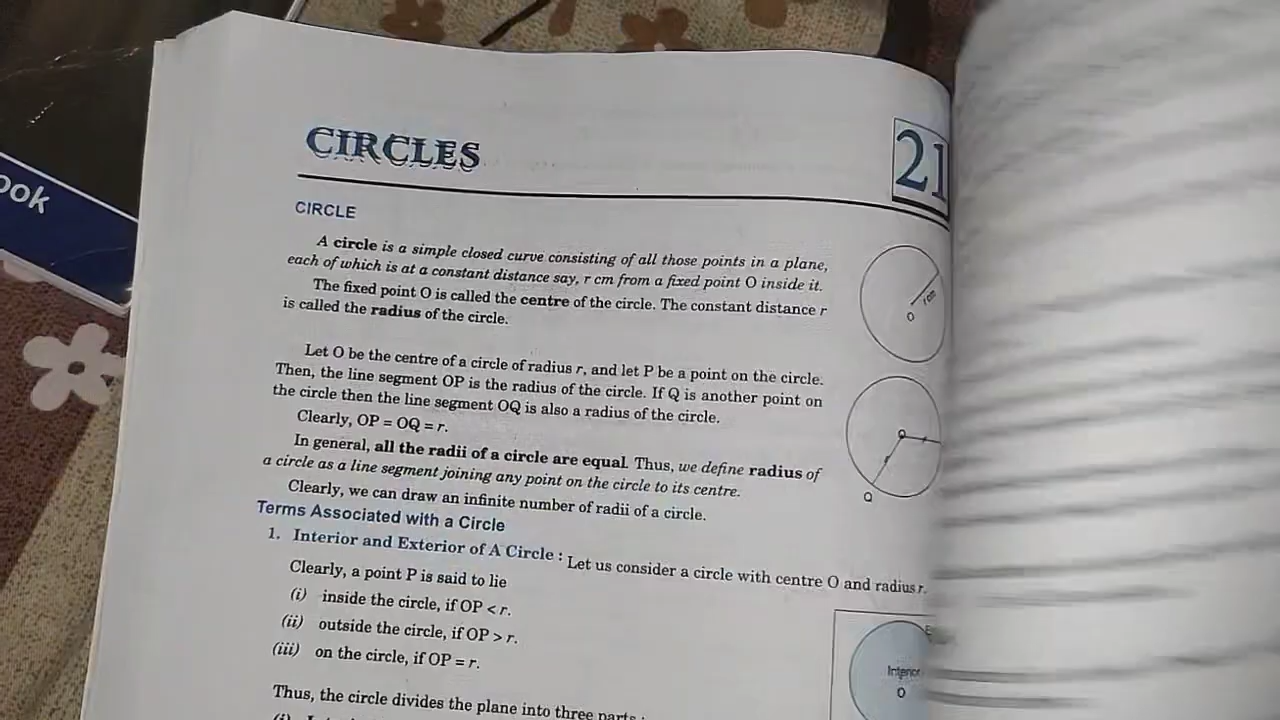 ook
CIRCLES
21
CIRCLE
A circle is a simple closed curve consisting of all those points in a plane,
each of which is at a constant distance say, r cm from a fixed point O inside it.
The fixed point O is called the centre of the circle. The constant distance r
is called the radius of the circle.
r cm
O
Let O be the centre of a circle of radius r, and let P be a point on the circle.
Then, the line segment OP is the radius of the circle. If Q is another point on
the circle then the line segment OQ is also a radius of the circle.
Clearly, OP = OQ = r.
In general, all the radii of a circle are equal. Thus, we define radius of
a circle as a line segment joining any point on the circle to its centre.
Clearly, we can draw an infinite number of radii of a circle.
O
Q
Terms Associated with a Circle
1. Interior and Exterior of A Circle : Let us consider a circle with centre O and radius r.
Clearly, a point P is said to lie
(i) inside the circle, if OP < r.
(ii) outside the circle, if OP > r.
(iii) on the circle, if OP = r.
Interior
O
Thus, the circle divides the plane into three parts :
(i)